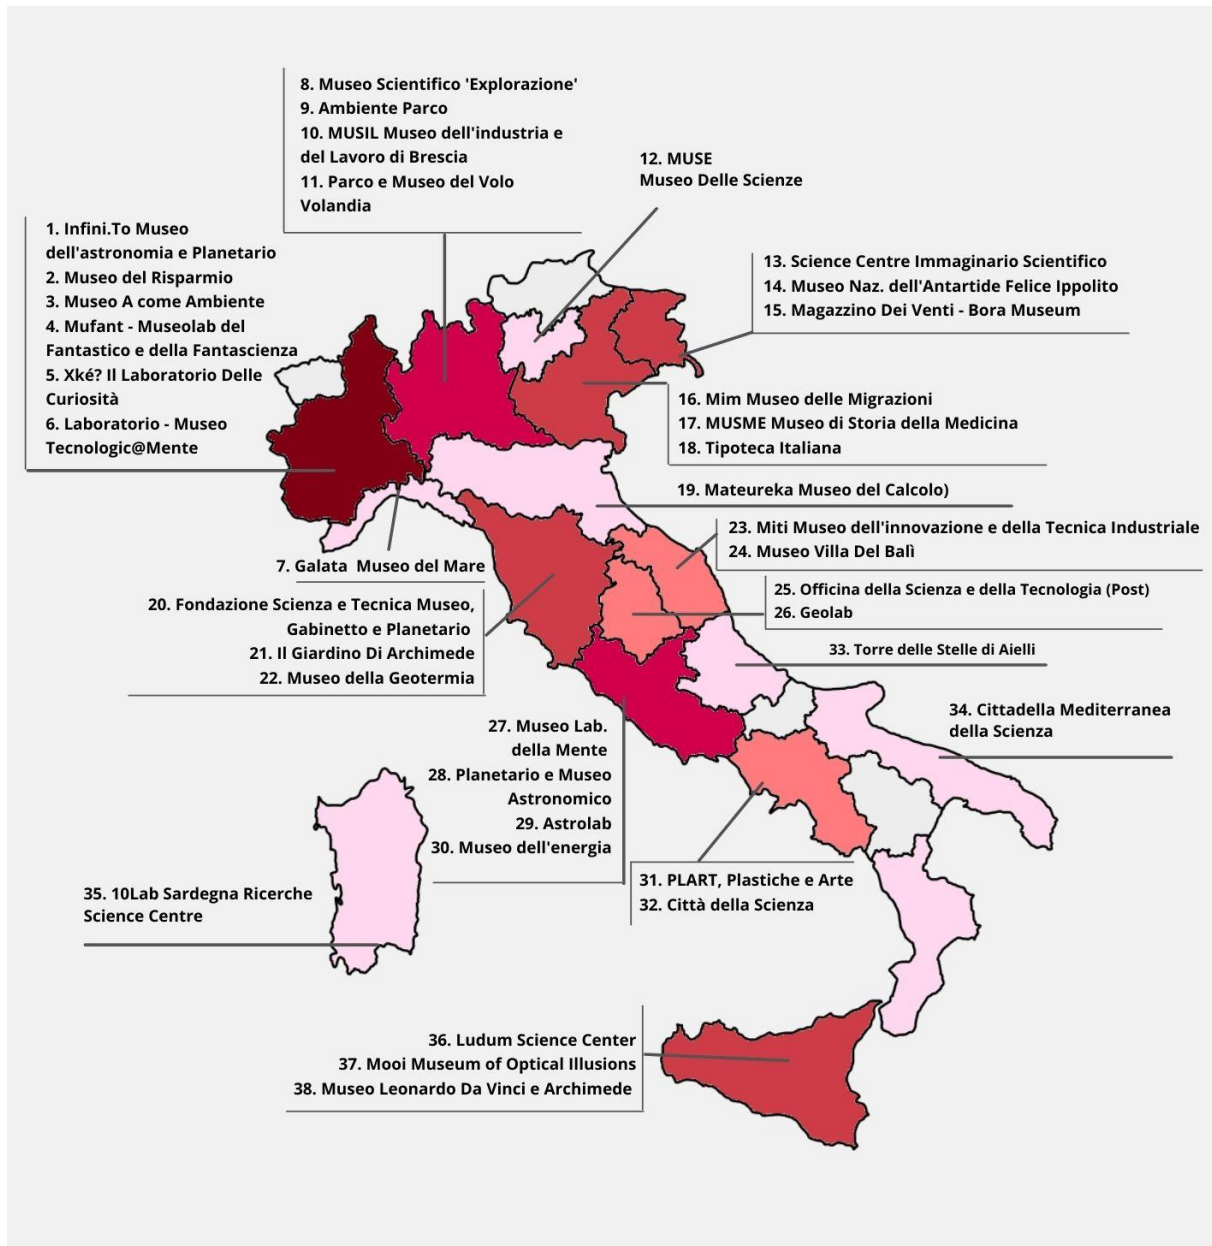 8. Museo Scientifico 'Explorazione'
9. Ambiente Parco
10. MUSIL Museo dell'industria e
del Lavoro di Brescia
11. Parco e Museo del Volo
Volandia
12. MUSE
Museo Delle Scienze
1. Infini.To Museo
dell'astronomia e Planetario
2. Museo del Risparmio
3. Museo A come Ambiente
4. Mufant - Museolab del
Fantastico e della Fantascienza
5. Xké? Il Laboratorio Delle
Curiosità
6. Laboratorio - Museo
Tecnologic@Mente
13. Science Centre Immaginario Scientifico
14. Museo Naz. dell'Antartide Felice Ippolito
15. Magazzino Dei Venti - Bora Museum
16. Mim Museo delle Migrazioni
17. MUSME Museo di Storia della Medicina
18. Tipoteca Italiana
19. Mateureka Museo del Calcolo)
23. Miti Museo dell'innovazione e della Tecnica Industriale
24. Museo Villa Del Balì
7. Galata Museo del Mare
25. Officina della Scienza e della Tecnologia (Post)
26. Geolab
20. Fondazione Scienza e Tecnica Museo,
Gabinetto e Planetario
21. Il Giardino Di Archimede
22. Museo della Geotermia
33. Torre delle Stelle di Aielli
34. Cittadella Mediterranea
della Scienza
27. Museo Lab.
della Mente
28. Planetario e Museo
Astronomico
29. Astrolab
30. Museo dell'energia
31. PLART, Plastiche e Arte
32. Città della Scienza
35. 10Lab Sardegna Ricerche
Science Centre
36. Ludum Science Center
37. Mooi Museum of Optical Illusions
38. Museo Leonardo Da Vinci e Archimede